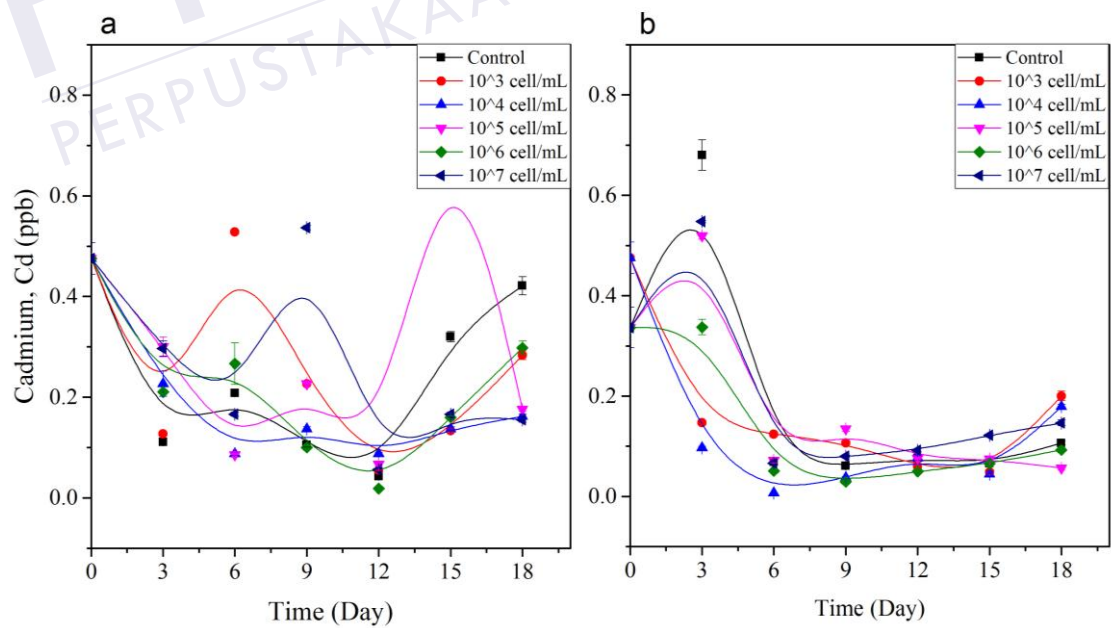 PERPUSTAKAA
a
Control
10^3 cell/mL
10^4 cell/mL
10^5 cell/mL
10^6 cell/mL
10^7 cell/mL
0.8
0.6
0.4
0.2
0.0
Cadmium, Cd (ppb)
0 3 6 9 12 15 18
Time (Day)
b
Control
10^3 cell/mL
10^4 cell/mL
10^5 cell/mL
10^6 cell/mL
10^7 cell/mL
0.8
0.6
0.4
0.2
0.0
0 3 6 9 12 15 18
Time (Day)